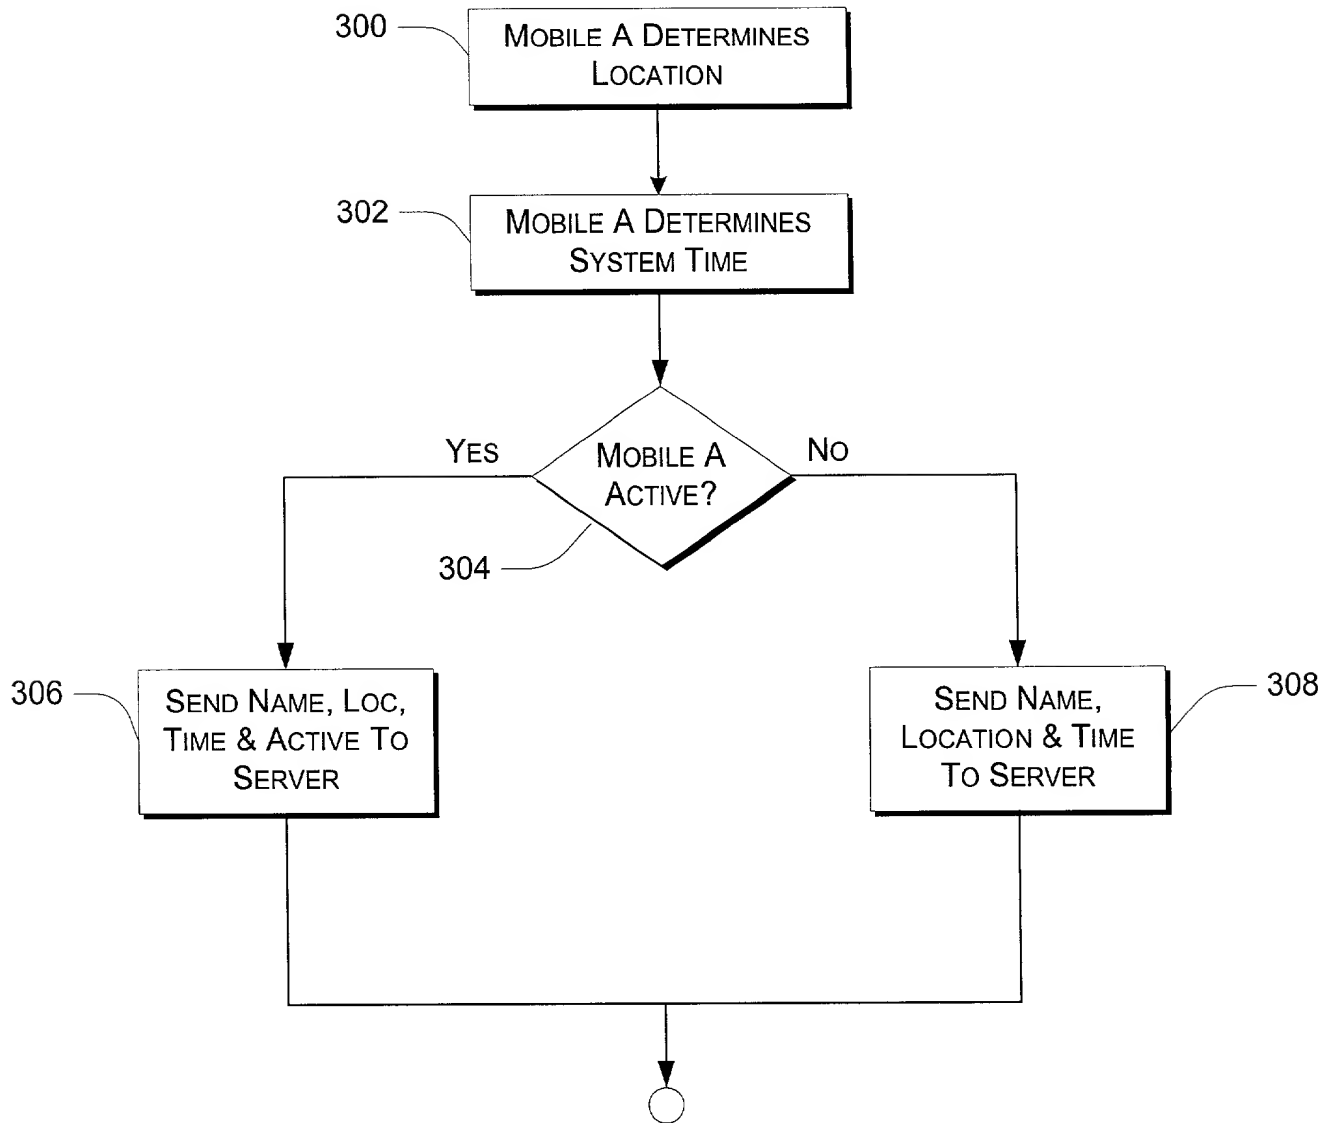 300
MOBILE A DETERMINES
LOCATION
302
MOBILE A DETERMINES
SYSTEM TIME
YES
MOBILE A
ACTIVE?
NO
304
306
SEND NAME, LOC,
TIME & ACTIVE TO
SERVER
SEND NAME,
LOCATION & TIME
TO SERVER
308